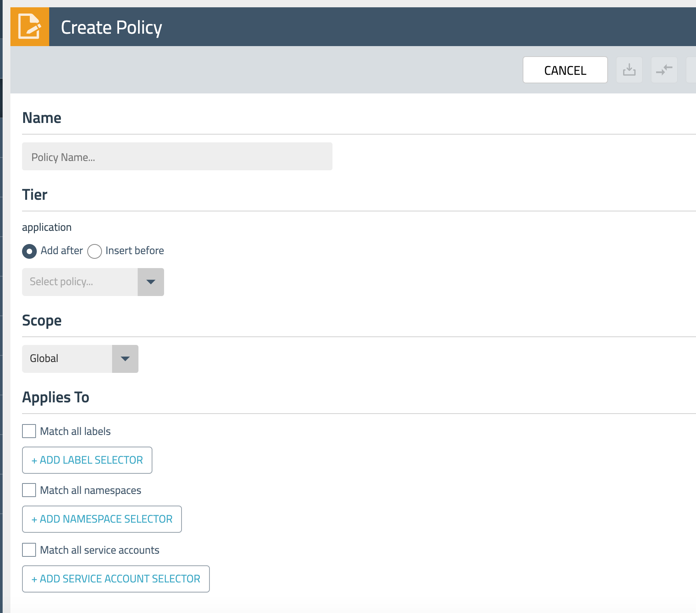 Create Policy
CANCEL
Name
Policy Name...
Tier
application
Add after Insert before
Select policy...
Scope
Global
Applies To
Match all labels
+ ADD LABEL SELECTOR
Match all namespaces
+ ADD NAMESPACE SELECTOR
Match all service accounts
+ ADD SERVICE ACCOUNT SELECTOR